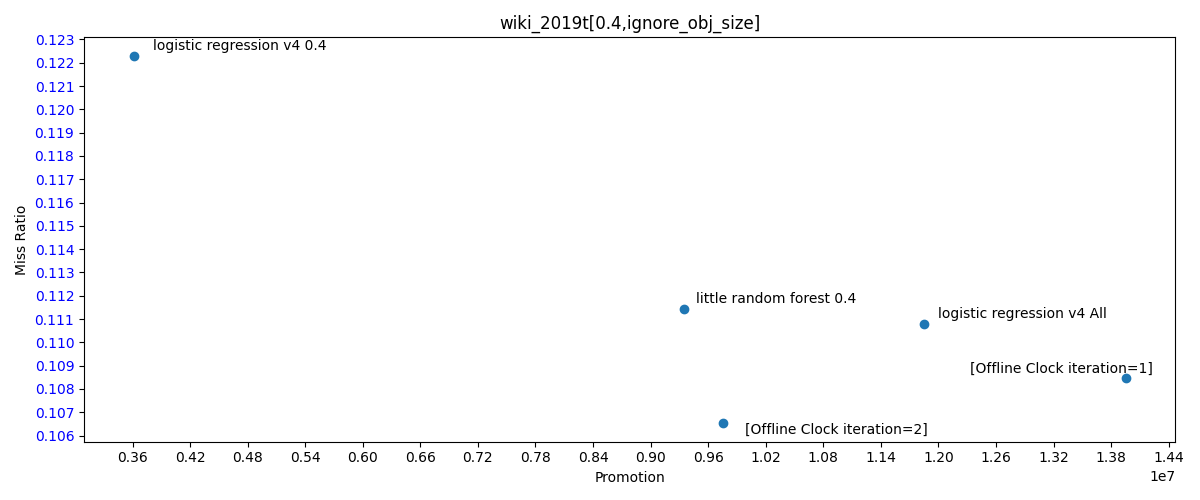 wiki_2019t[0.4,ignore_obj_size]
0.123
0.122
0.121
0.120
0.119
0.118
0.117
0.116
0.115
0.114
0.113
0.112
0.111
0.110
0.109
0.108
0.107
0.106
Miss Ratio
logistic regression v4 0.4
little random forest 0.4
logistic regression v4 All
[Offline Clock iteration=1]
[Offline Clock iteration=2]
0.36 0.42 0.48 0.54 0.60 0.66 0.72 0.78 0.84 0.90 0.96 1.02 1.08 1.14 1.20 1.26 1.32 1.38 1.44
Promotion
1e7